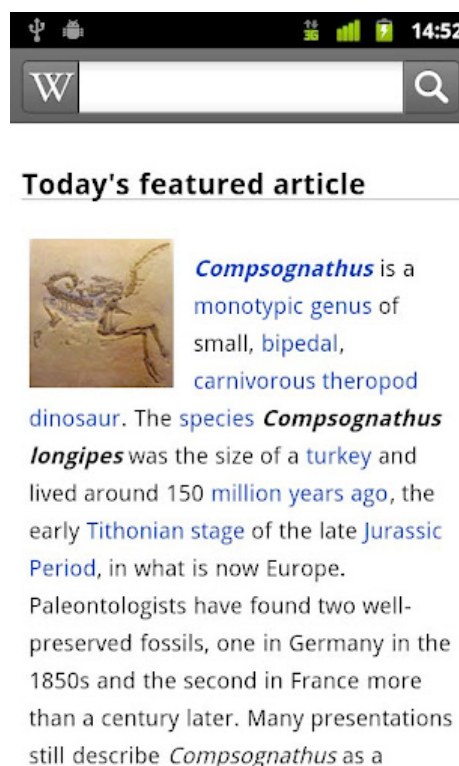 3G 14:52
W
Today's featured article
Compsognathus is a
monotypic genus of
small, bipedal,
carnivorous theropod
dinosaur. The species Compsognathus
longipes was the size of a turkey and
lived around 150 million years ago, the
early Tithonian stage of the late Jurassic
Period, in what is now Europe.
Paleontologists have found two well-
preserved fossils, one in Germany in the
1850s and the second in France more
than a century later. Many presentations
still describe Compsognathus as a